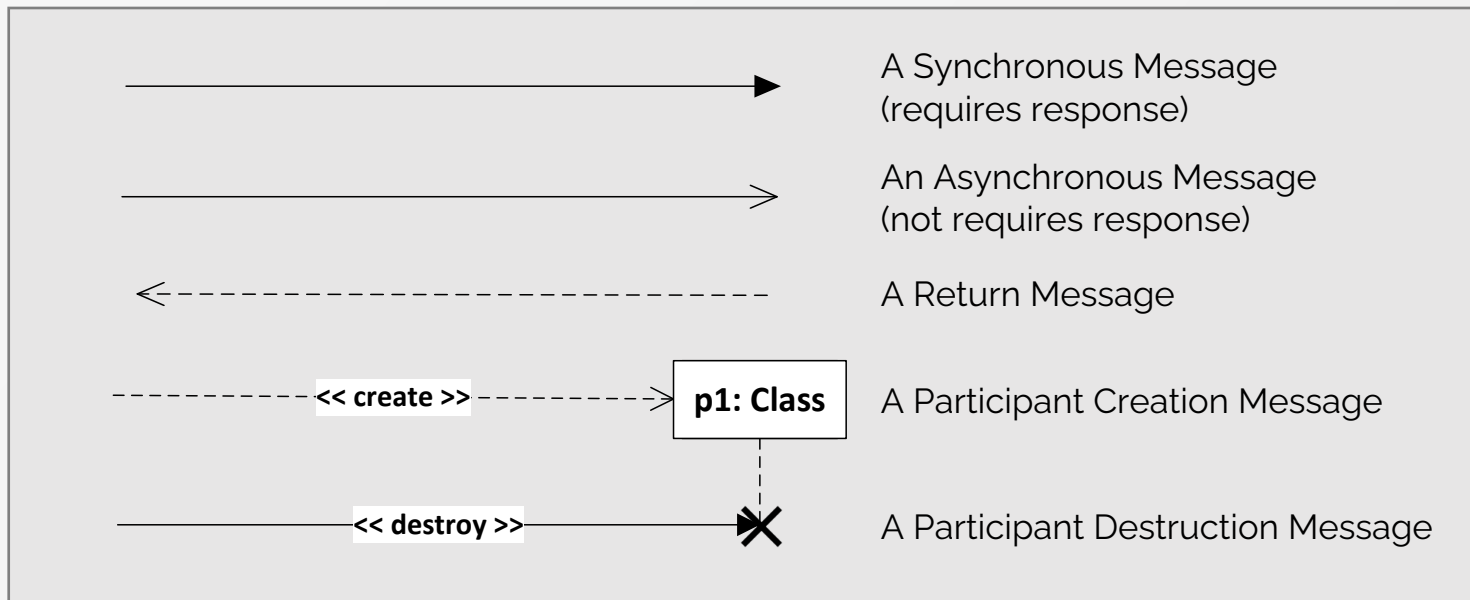 A Synchronous Message
(requires response)
An Asynchronous Message
(not requires response)
A Return Message
<< create >>
p1: Class
A Participant Creation Message
<< destroy >>
A Participant Destruction Message